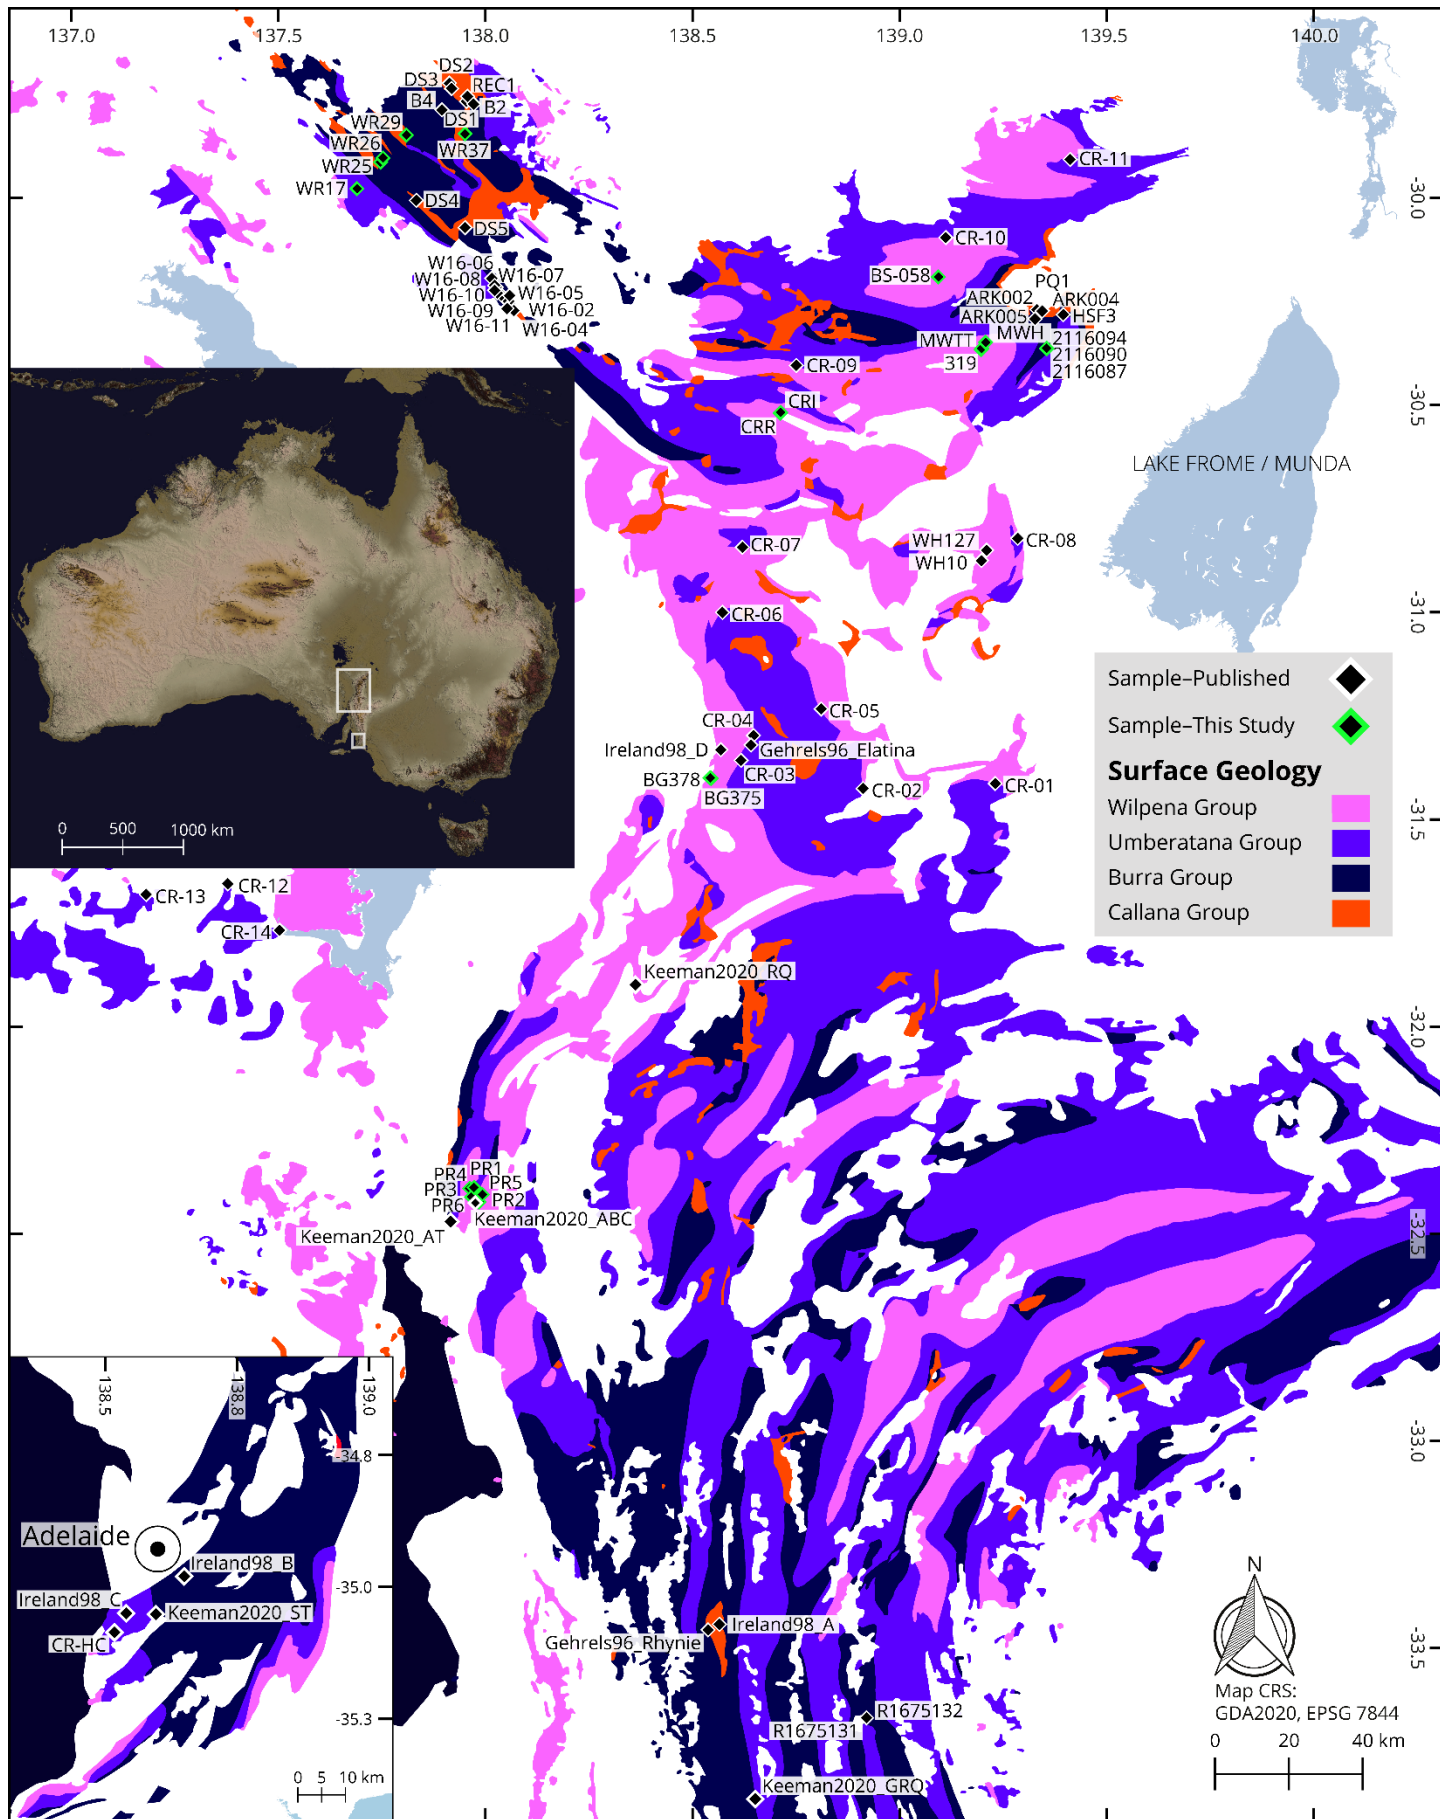 137.0
137.5
138.0
138.5
139.0
139.5
140.0
DS2
DS3
REC1
B4
B2
DS1
WR29
WR26
WR37
WR25
WR17
DS4
DS5
CR-11
-30.0
CR-10
BS-058
W16-06
W16-07
W16-08
W16-10
W16-05
W16-09
W16-02
W16-11
W16-04
PQ1
ARK002
ARK004
ARK005
HSF3
MWH
MWTT
319
2116094
2116090
2116087
CR-09
CRI
CRR
-30.5
LAKE FROME / MUNDA
WH127
WH10
CR-08
CR-07
CR-06
-31.0
Sample–Published
Sample–This Study
Surface Geology
Wilpena Group
Umberatana Group
Burra Group
Callana Group
CR-05
CR-04
Ireland98_D
Gehrels96_Elatina
CR-03
BG378
BG375
CR-02
CR-01
-31.5
0 500 1000 km
CR-13
CR-12
CR-14
Keeman2020_RQ
-32.0
PR1
PR4
PR5
PR3
PR2
PR6
Keeman2020_ABC
Keeman2020_AT
-32.5
138.5
138.8
139.0
-34.8
-33.0
Adelaide
Ireland98_B
-35.0
Ireland98_C
Keeman2020_ST
CR-HC
Ireland98_A
Gehrels96_Rhynie
-33.5
N
R1675132
R1675131
-35.3
Map CRS:
GDA2020, EPSG 7844
0 20 40 km
0 5 10 km
Keeman2020_GRQ